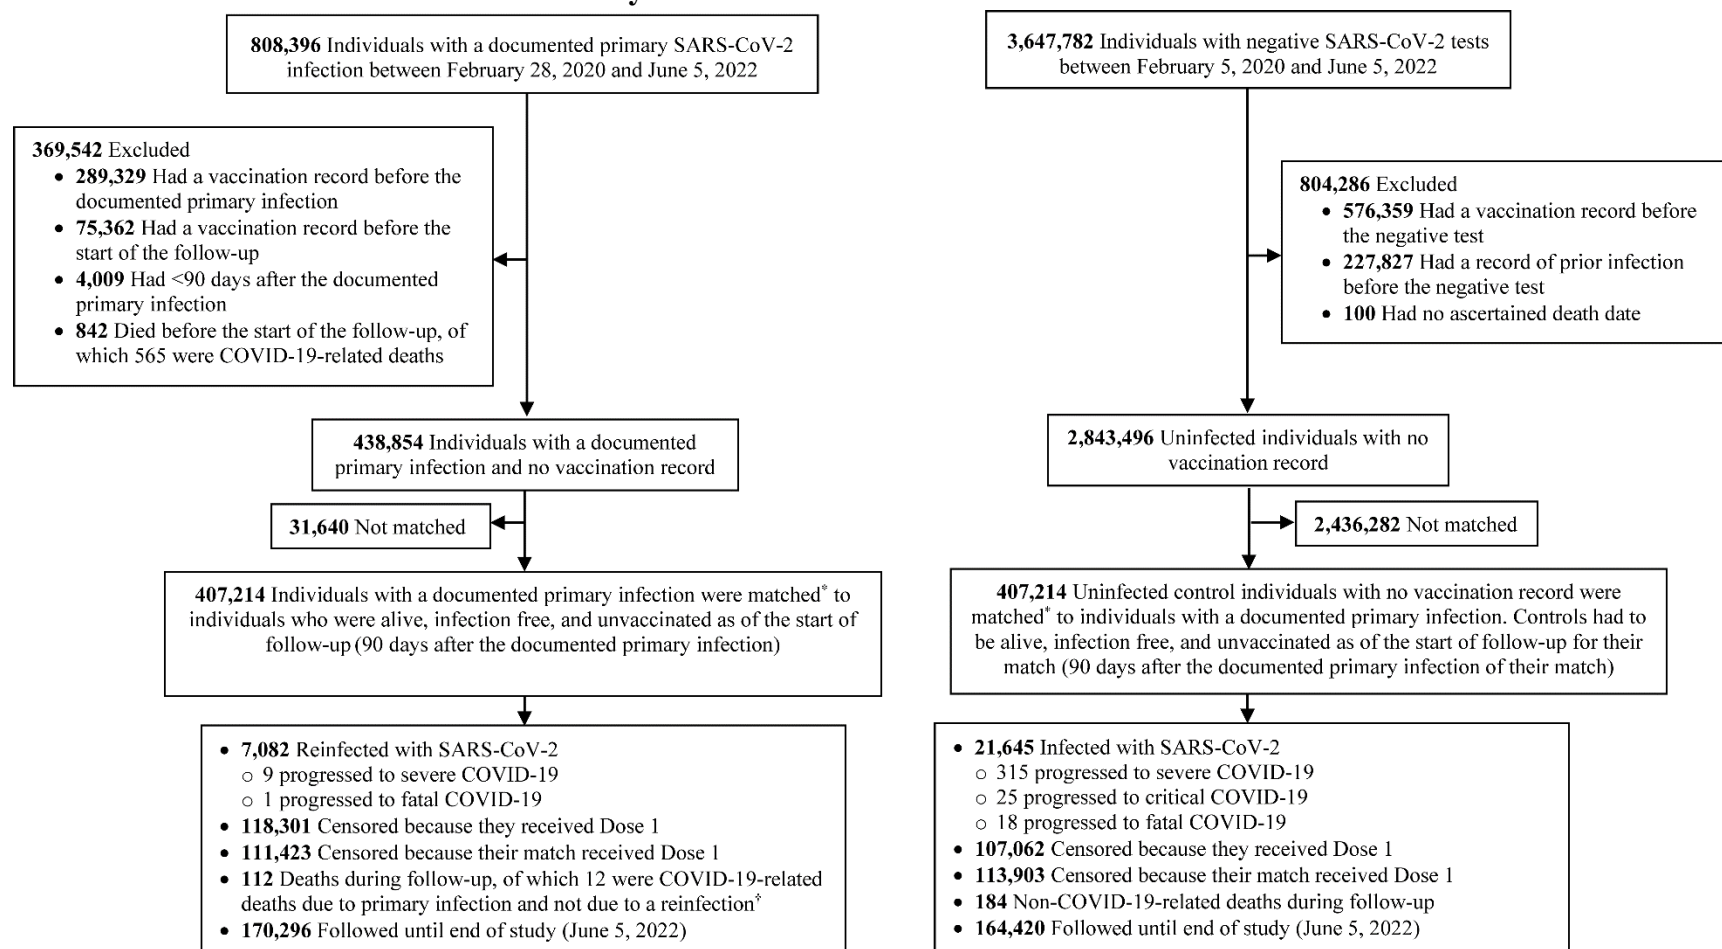 808,396 Individuals with a documented primary SARS-CoV-2
infection between February 28, 2020 and June 5, 2022
369,542 Excluded
• 289,329 Had a vaccination record before the
documented primary infection
• 75,362 Had a vaccination record before the
start of the follow-up
• 4,009 Had <90 days after the documented
primary infection
• 842 Died before the start of the follow-up, of
which 565 were COVID-19-related deaths
438,854 Individuals with a documented
primary infection and no vaccination record
31,640 Not matched
407,214 Individuals with a documented primary infection were matched* to
individuals who were alive, infection free, and unvaccinated as of the start of
follow-up (90 days after the documented primary infection)
• 7,082 Reinfected with SARS-CoV-2
○ 9 progressed to severe COVID-19
○ 1 progressed to fatal COVID-19
• 118,301 Censored because they received Dose 1
• 111,423 Censored because their match received Dose 1
• 112 Deaths during follow-up, of which 12 were COVID-19-related
deaths due to primary infection and not due to a reinfection†
• 170,296 Followed until end of study (June 5, 2022)
3,647,782 Individuals with negative SARS-CoV-2 tests
between February 5, 2020 and June 5, 2022
804,286 Excluded
• 576,359 Had a vaccination record before
the negative test
• 227,827 Had a record of prior infection
before the negative test
• 100 Had no ascertained death date
2,843,496 Uninfected individuals with no
vaccination record
2,436,282 Not matched
407,214 Uninfected control individuals with no vaccination record were
matched* to individuals with a documented primary infection. Controls had to
be alive, infection free, and unvaccinated as of the start of follow-up for their
match (90 days after the documented primary infection of their match)
• 21,645 Infected with SARS-CoV-2
○ 315 progressed to severe COVID-19
○ 25 progressed to critical COVID-19
○ 18 progressed to fatal COVID-19
• 107,062 Censored because they received Dose 1
• 113,903 Censored because their match received Dose 1
• 184 Non-COVID-19-related deaths during follow-up
• 164,420 Followed until end of study (June 5, 2022)